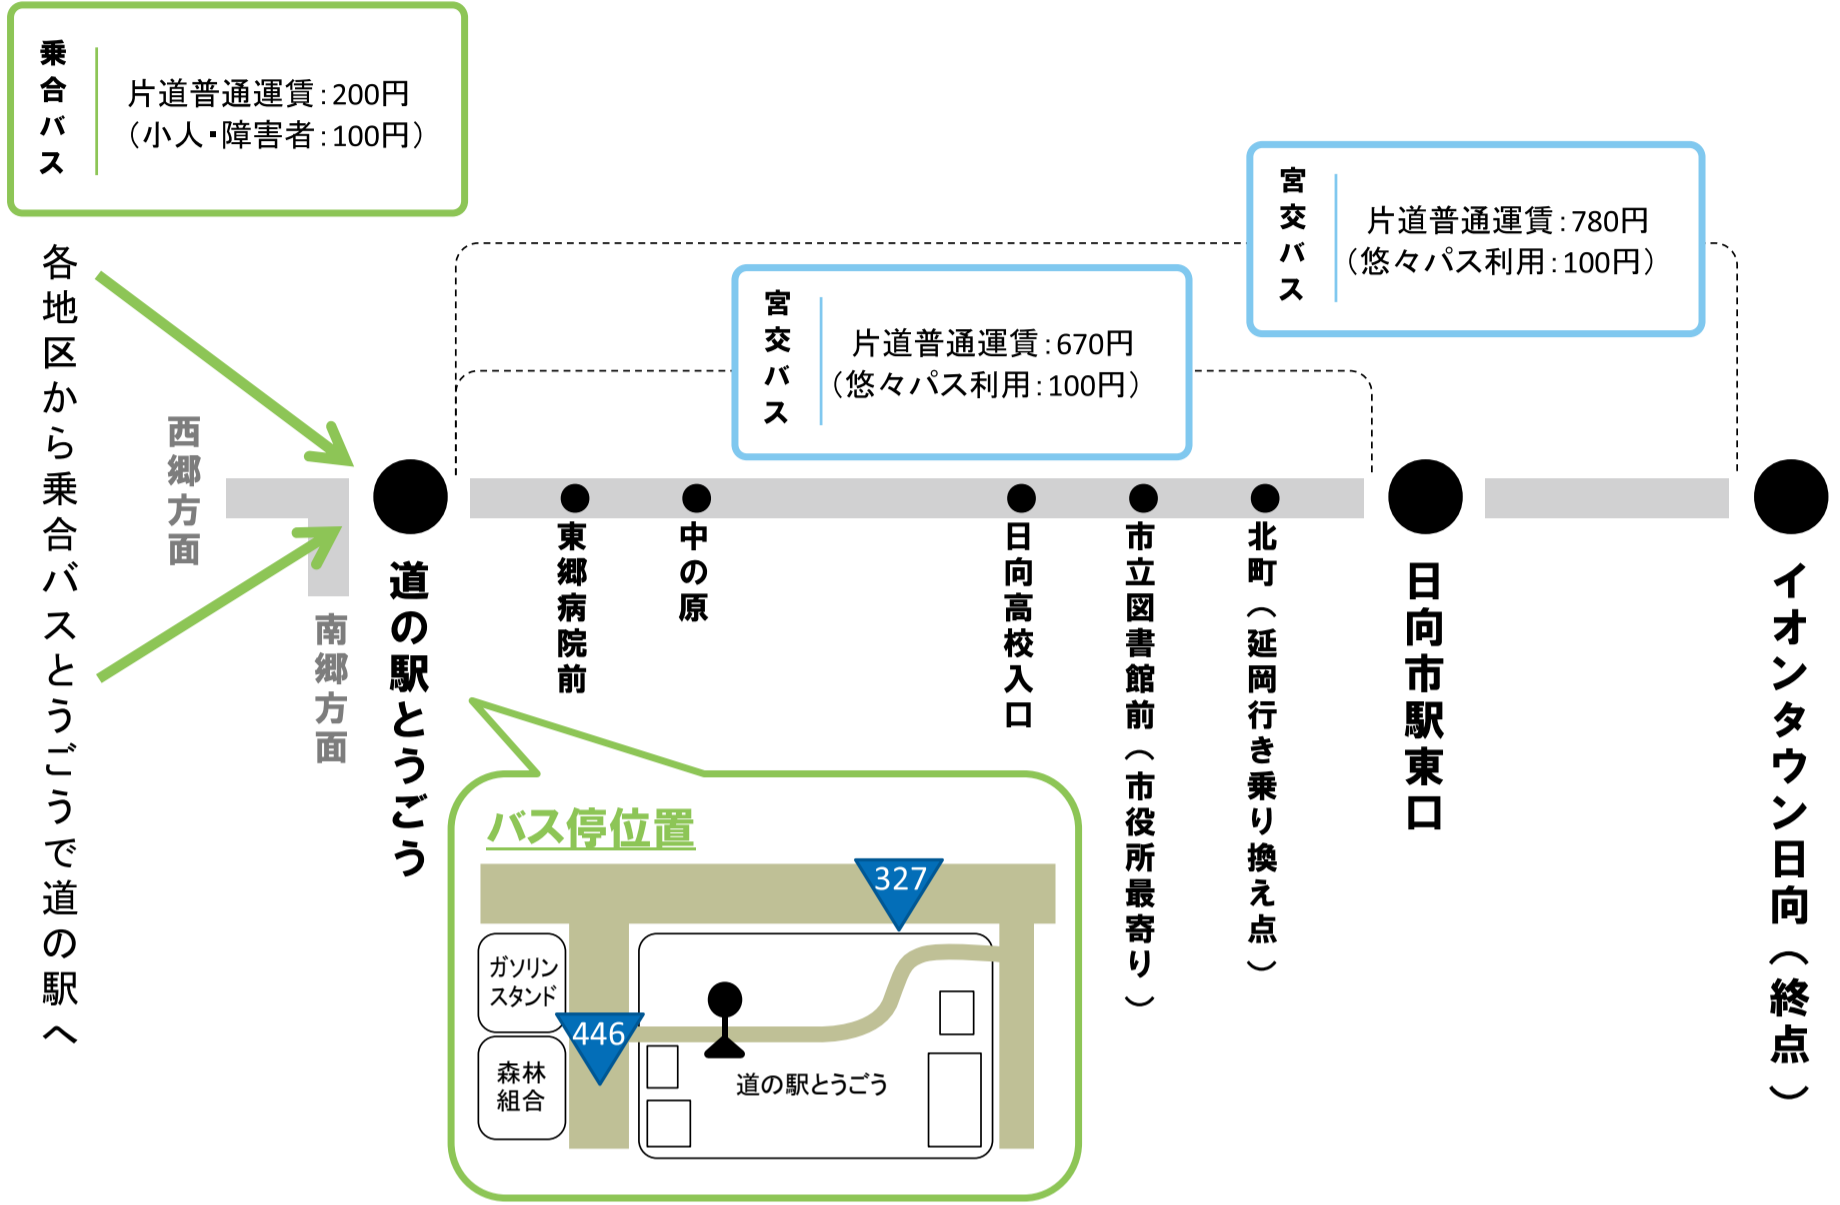 乗合バス
片道普通運賃：200円
（小人・障害者：100円）
宮交バス
片道普通運賃：780円
（悠々パス利用：100円）
宮交バス
片道普通運賃：670円
（悠々パス利用：100円）
各地区から乗合バスとうごうで道の駅へ
西郷方面
南郷方面
道の駅とうごう
東郷病院前
中の原
日向高校入口
市立図書館前（市役所最寄り）
北町（延岡行き乗り換え点）
日向市駅東口
イオンタウン日向（終点）
バス停位置
327
ガソリン
スタンド
446
森林
組合
道の駅とうごう